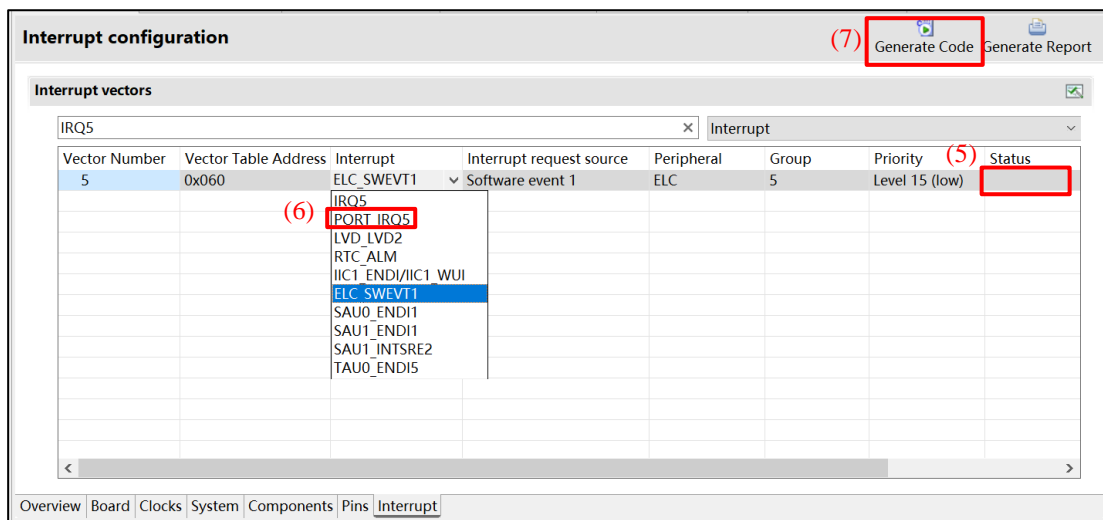 Interrupt configuration
(7)
Generate Code Generate Report
Interrupt vectors
IRQ5 × Interrupt
Vector Number Vector Table Address Interrupt Interrupt request source Peripheral Group Priority (5) Status
5 0x060 ELC_SWEVT1 Software event 1 ELC 5 Level 15 (low)
IRQ5
(6) PORT_IRQ5
LVD_LVD2
RTC_ALM
IIC1_ENDI/IIC1_WUI
ELC_SWEVT1
SAU0_ENDI1
SAU1_ENDI1
SAU1_INTSRE2
TAU0_ENDI5
Overview Board Clocks System Components Pins Interrupt